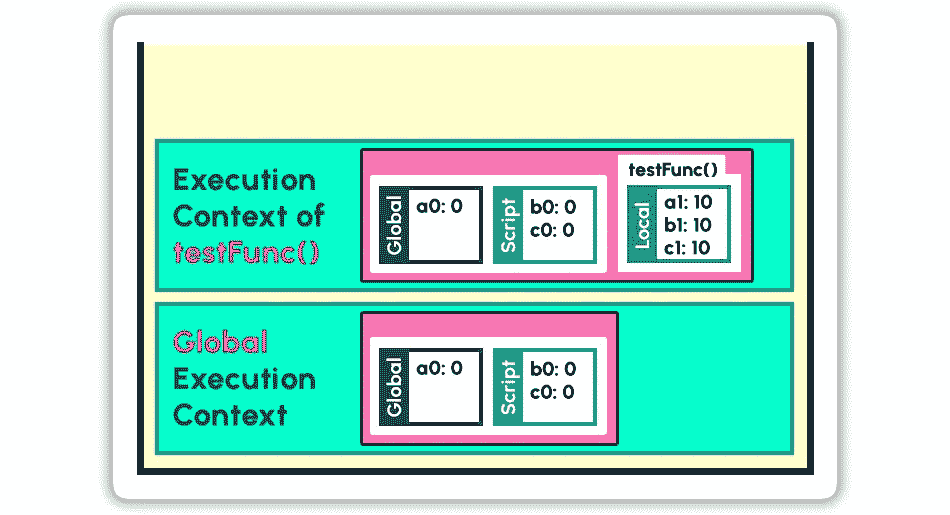 Execution
Context of
testFunc()
Global
a0: 0
Script
b0: 0
c0: 0
testFunc()
Local
a1: 10
b1: 10
c1: 10
Global
Execution
Context
Global
a0: 0
Script
b0: 0
c0: 0